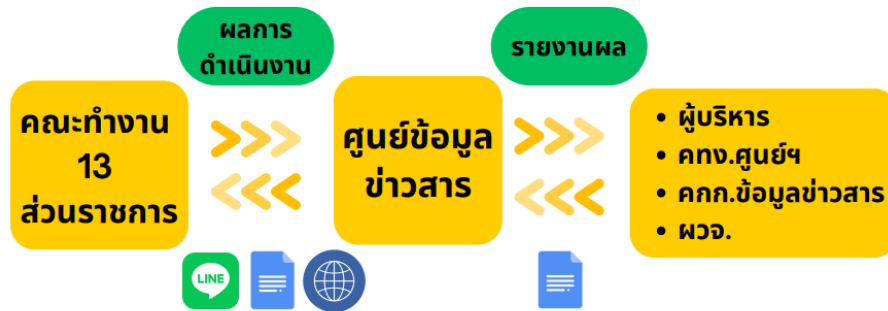 ผลการ
ดำเนินงาน
รายงานผล
คณะทำงาน
13
ส่วนราชการ
ศูนย์ข้อมูล
ข่าวสาร
• ผู้บริหาร
• คทง.ศูนย์ฯ
• คกก.ข้อมูลข่าวสาร
• ผวจ.
LINE